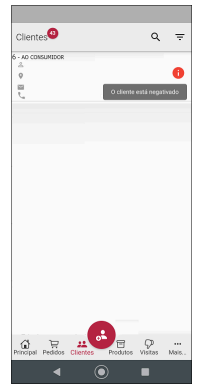 Clientes 43
6 - AO CONSUMIDOR
O cliente está negativado
Principal Pedidos Clientes Produtos Visitas Mais...